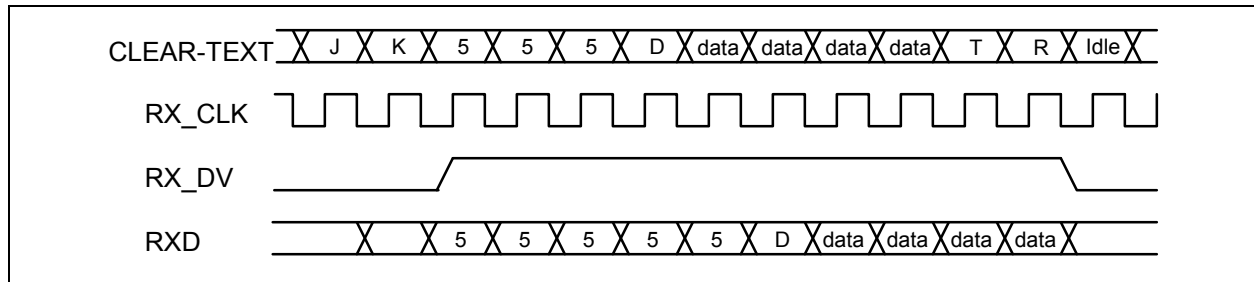 CLEAR-TEXT J K 5 5 5 D data data data data T R Idle
RX_CLK
RX_DV
RXD 5 5 5 5 5 D data data data data